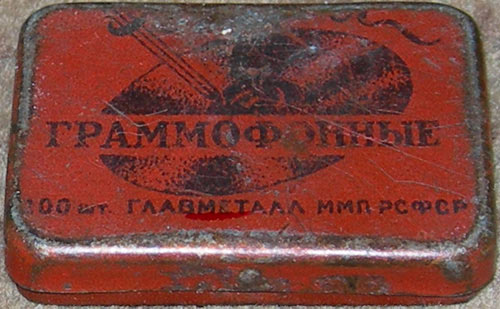 ГРАММОФОННЫЕ
100 шт. ГЛАВМЕТАЛЛ ММП РСФСР